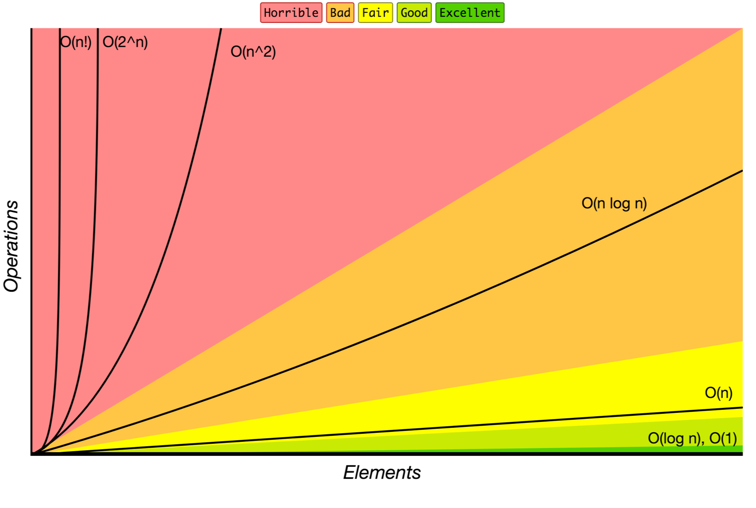 Horrible Bad Fair Good Excellent
O(n!) O(2^n)
O(n^2)
O(n log n)
O(n)
O(log n), O(1)
Operations
Elements